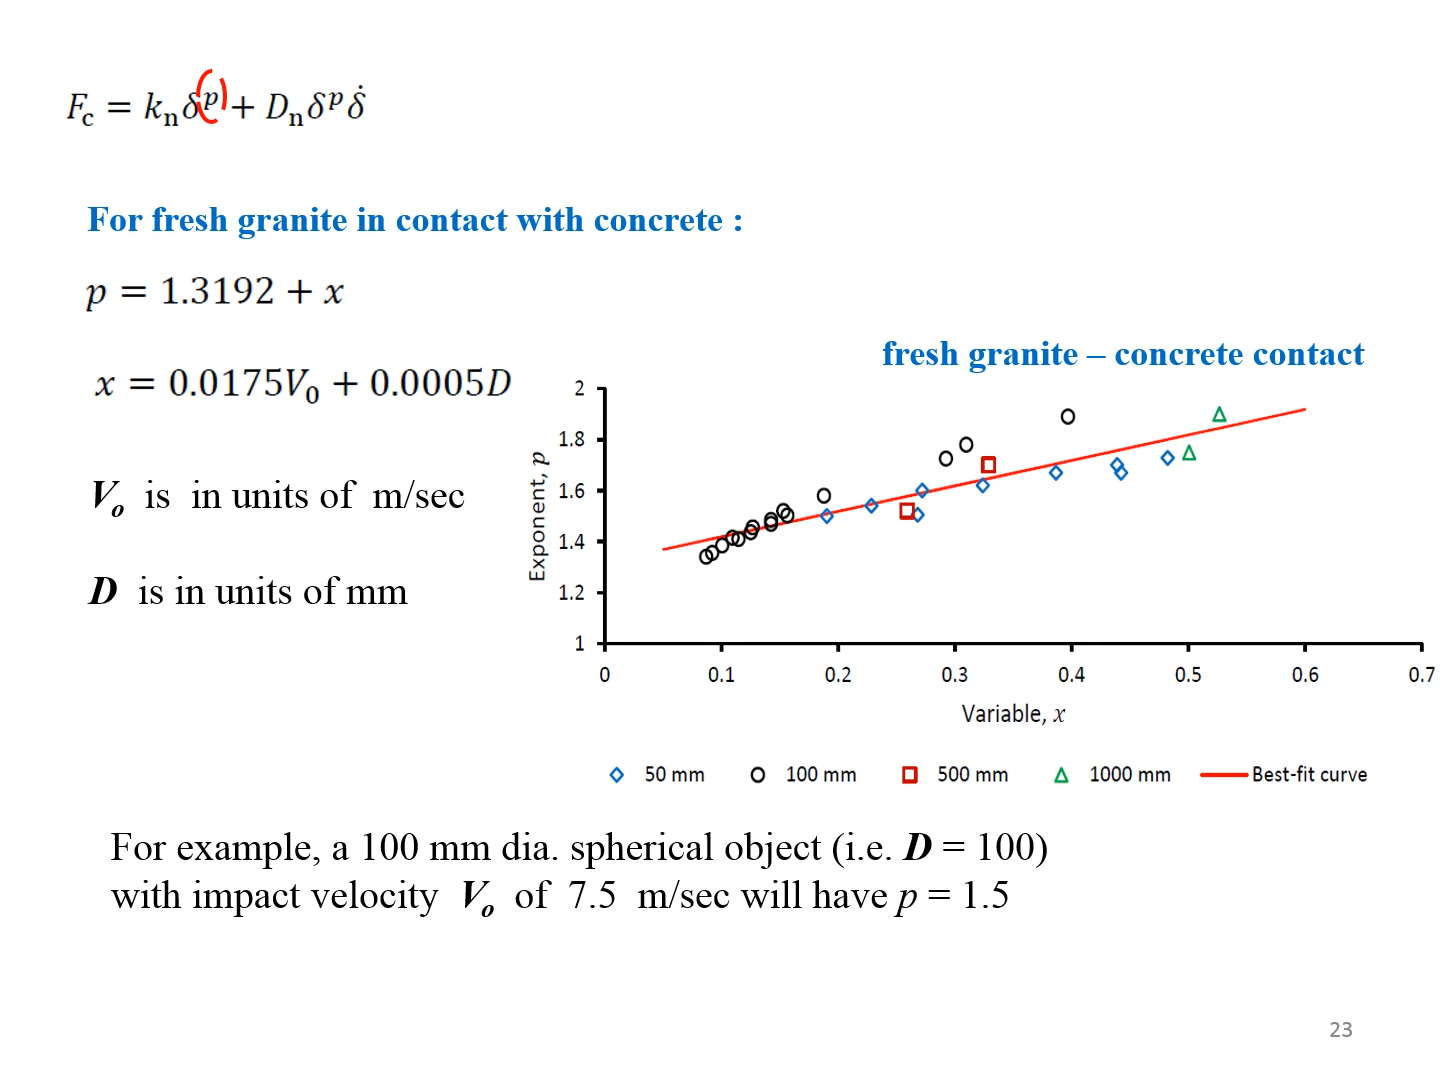 F_c = k_n δ^p + D_n δ^p δ̇
For fresh granite in contact with concrete :
p = 1.3192 + x
x = 0.0175V_0 + 0.0005D
V_o is in units of m/sec
D is in units of mm
fresh granite – concrete contact
2
1.8
1.6
1.4
1.2
1
Exponent, p
0 0.1 0.2 0.3 0.4 0.5 0.6 0.7
Variable, x
50 mm 100 mm 500 mm 1000 mm Best-fit curve
For example, a 100 mm dia. spherical object (i.e. D = 100)
with impact velocity V_o of 7.5 m/sec will have p = 1.5
23